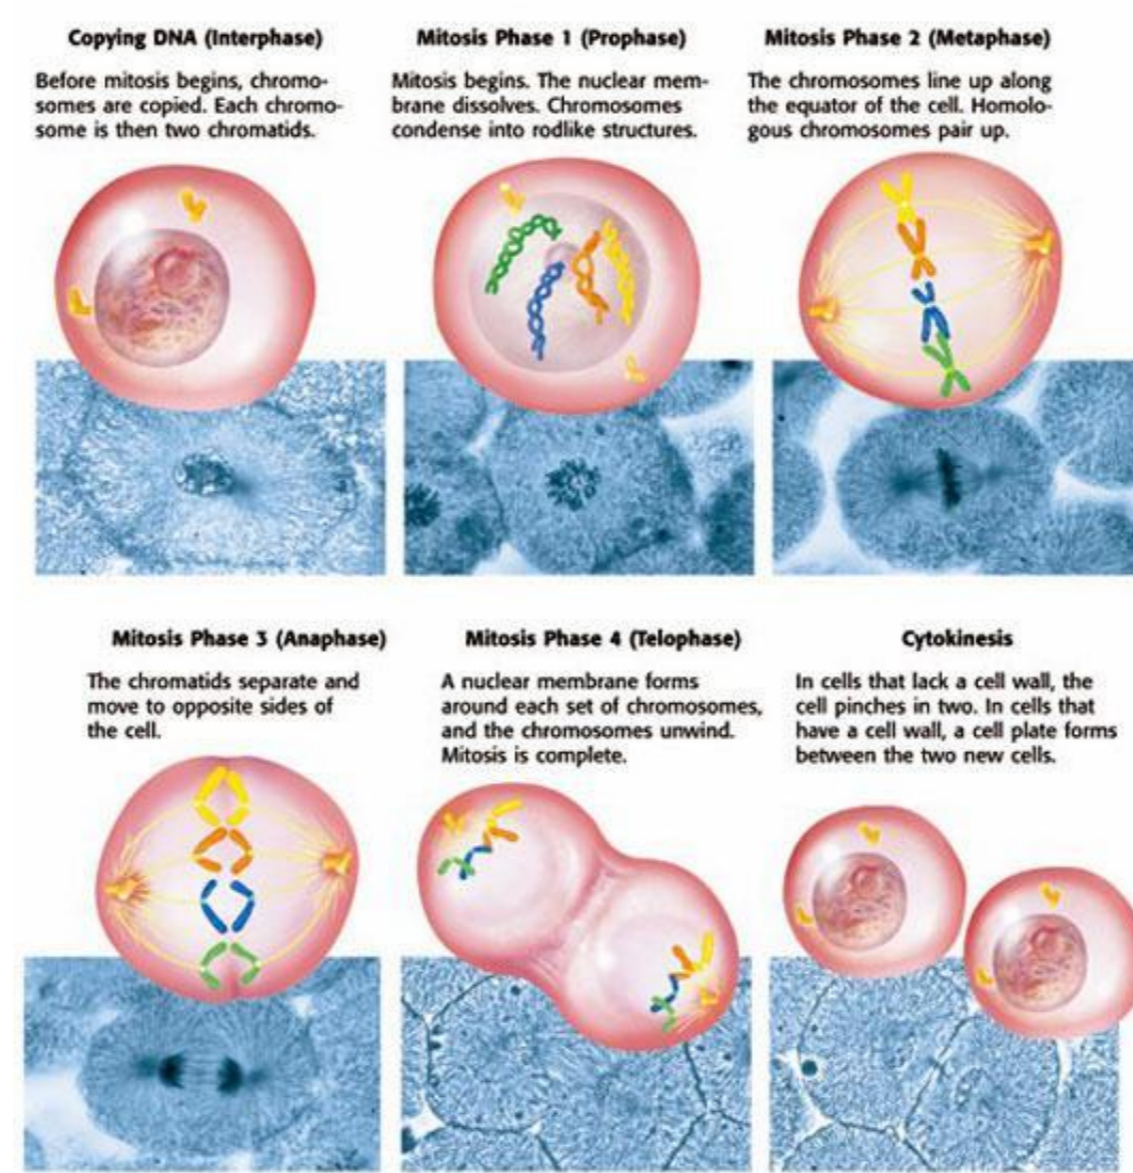 Copying DNA (Interphase)
Before mitosis begins, chromo-
somes are copied. Each chromo-
some is then two chromatids.
Mitosis Phase 1 (Prophase)
Mitosis begins. The nuclear mem-
brane dissolves. Chromosomes
condense into rodlike structures.
Mitosis Phase 2 (Metaphase)
The chromosomes line up along
the equator of the cell. Homolo-
gous chromosomes pair up.
Mitosis Phase 3 (Anaphase)
The chromatids separate and
move to opposite sides of
the cell.
Mitosis Phase 4 (Telophase)
A nuclear membrane forms
around each set of chromosomes,
and the chromosomes unwind.
Mitosis is complete.
Cytokinesis
In cells that lack a cell wall, the
cell pinches in two. In cells that
have a cell wall, a cell plate forms
between the two new cells.